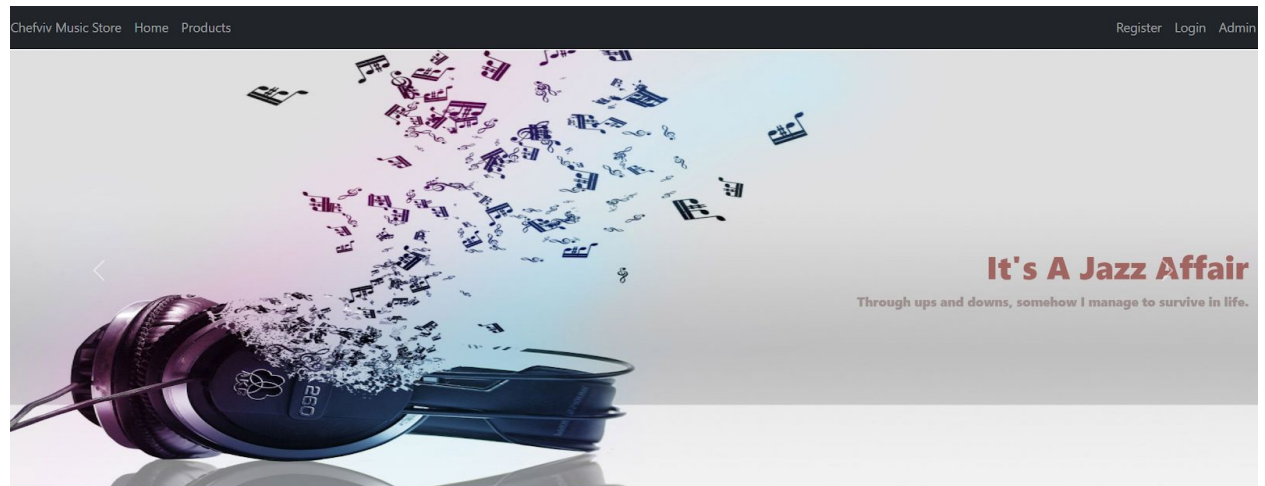 Chefviv Music Store Home Products Register Login Admin
It's A Jazz Affair
Through ups and downs, somehow I manage to survive in life.
260